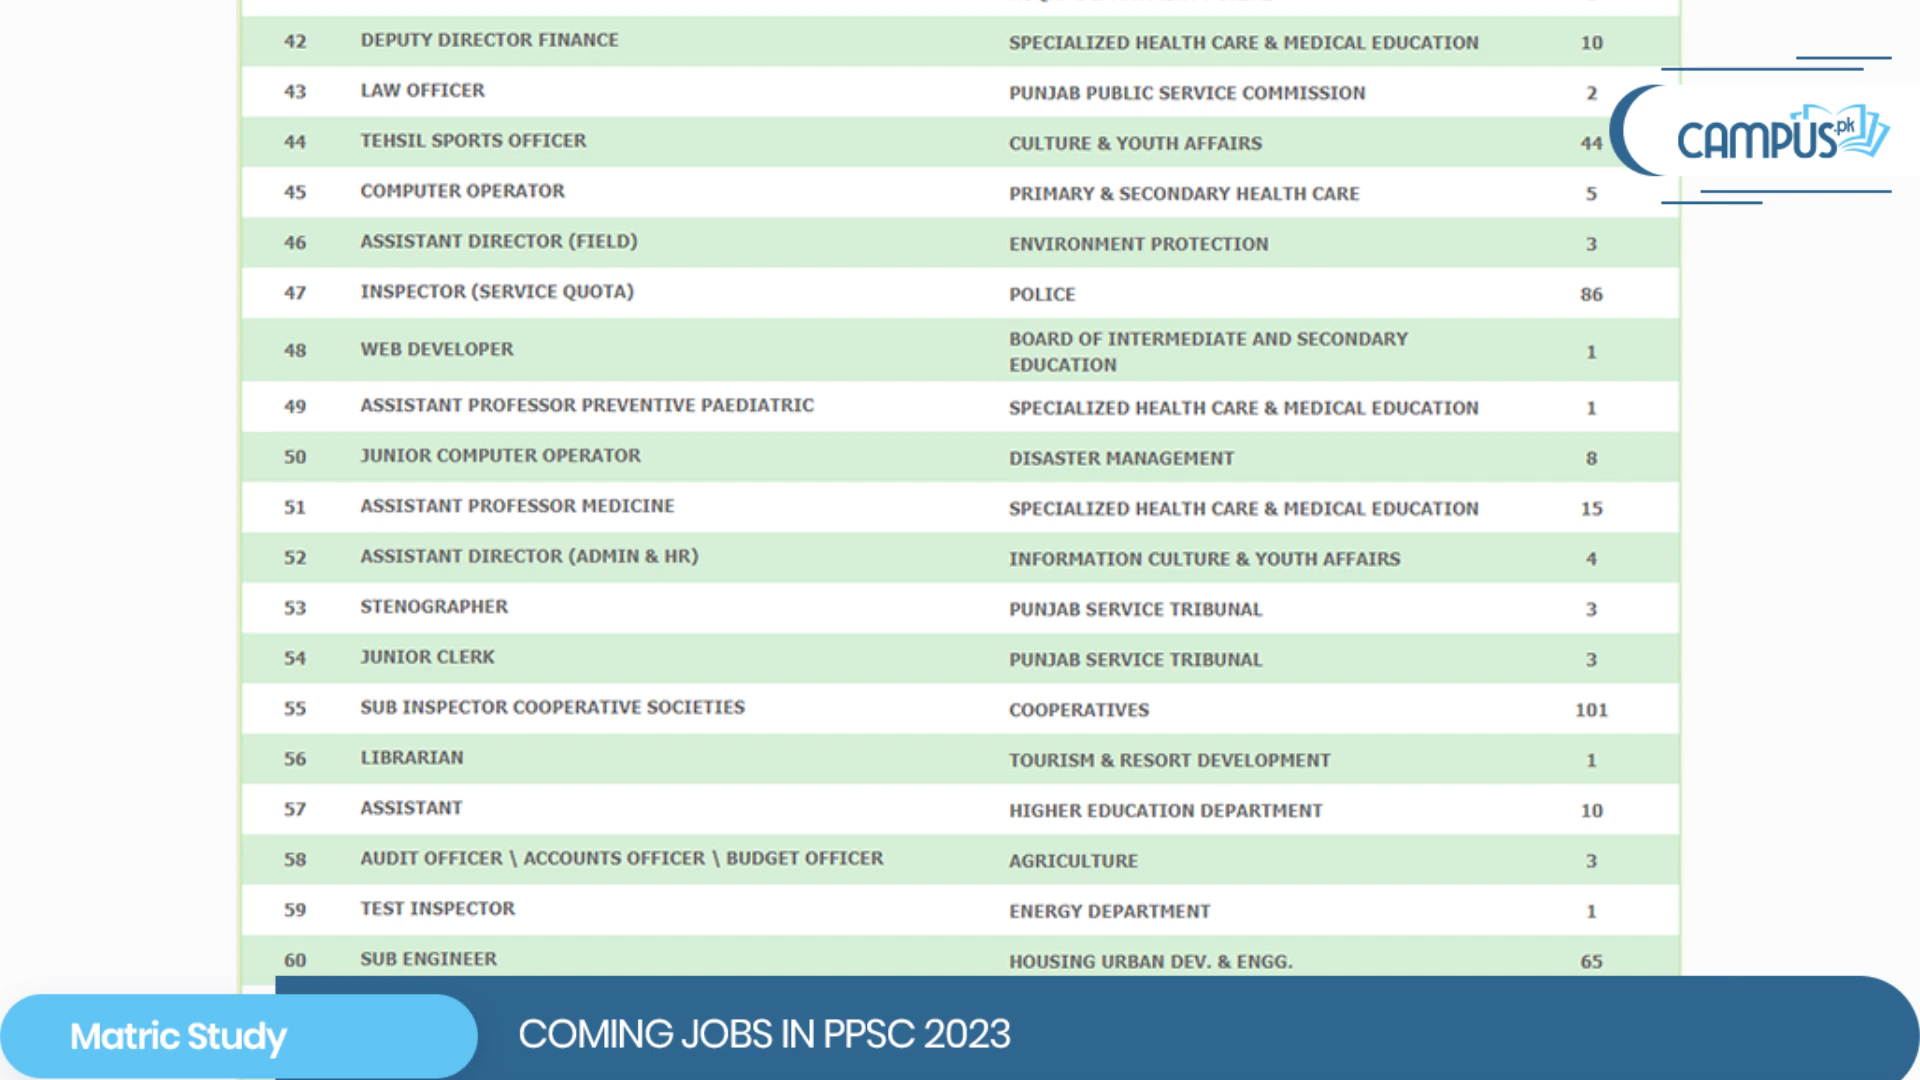 42 DEPUTY DIRECTOR FINANCE SPECIALIZED HEALTH CARE & MEDICAL EDUCATION 10
43 LAW OFFICER PUNJAB PUBLIC SERVICE COMMISSION 2
44 TEHSIL SPORTS OFFICER CULTURE & YOUTH AFFAIRS 44
CAMPUS.pk
45 COMPUTER OPERATOR PRIMARY & SECONDARY HEALTH CARE 5
46 ASSISTANT DIRECTOR (FIELD) ENVIRONMENT PROTECTION 3
47 INSPECTOR (SERVICE QUOTA) POLICE 86
48 WEB DEVELOPER BOARD OF INTERMEDIATE AND SECONDARY EDUCATION 1
49 ASSISTANT PROFESSOR PREVENTIVE PAEDIATRIC SPECIALIZED HEALTH CARE & MEDICAL EDUCATION 1
50 JUNIOR COMPUTER OPERATOR DISASTER MANAGEMENT 8
51 ASSISTANT PROFESSOR MEDICINE SPECIALIZED HEALTH CARE & MEDICAL EDUCATION 15
52 ASSISTANT DIRECTOR (ADMIN & HR) INFORMATION CULTURE & YOUTH AFFAIRS 4
53 STENOGRAPHER PUNJAB SERVICE TRIBUNAL 3
54 JUNIOR CLERK PUNJAB SERVICE TRIBUNAL 3
55 SUB INSPECTOR COOPERATIVE SOCIETIES COOPERATIVES 101
56 LIBRARIAN TOURISM & RESORT DEVELOPMENT 1
57 ASSISTANT HIGHER EDUCATION DEPARTMENT 10
58 AUDIT OFFICER \ ACCOUNTS OFFICER \ BUDGET OFFICER AGRICULTURE 3
59 TEST INSPECTOR ENERGY DEPARTMENT 1
60 SUB ENGINEER HOUSING URBAN DEV. & ENGG. 65
Matric Study COMING JOBS IN PPSC 2023